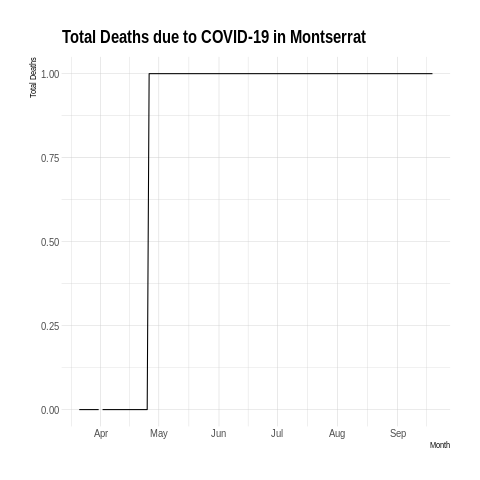 Total Deaths due to COVID-19 in Montserrat
Total Deaths
1.00
0.75
0.50
0.25
0.00
Apr May Jun Jul Aug Sep
Month